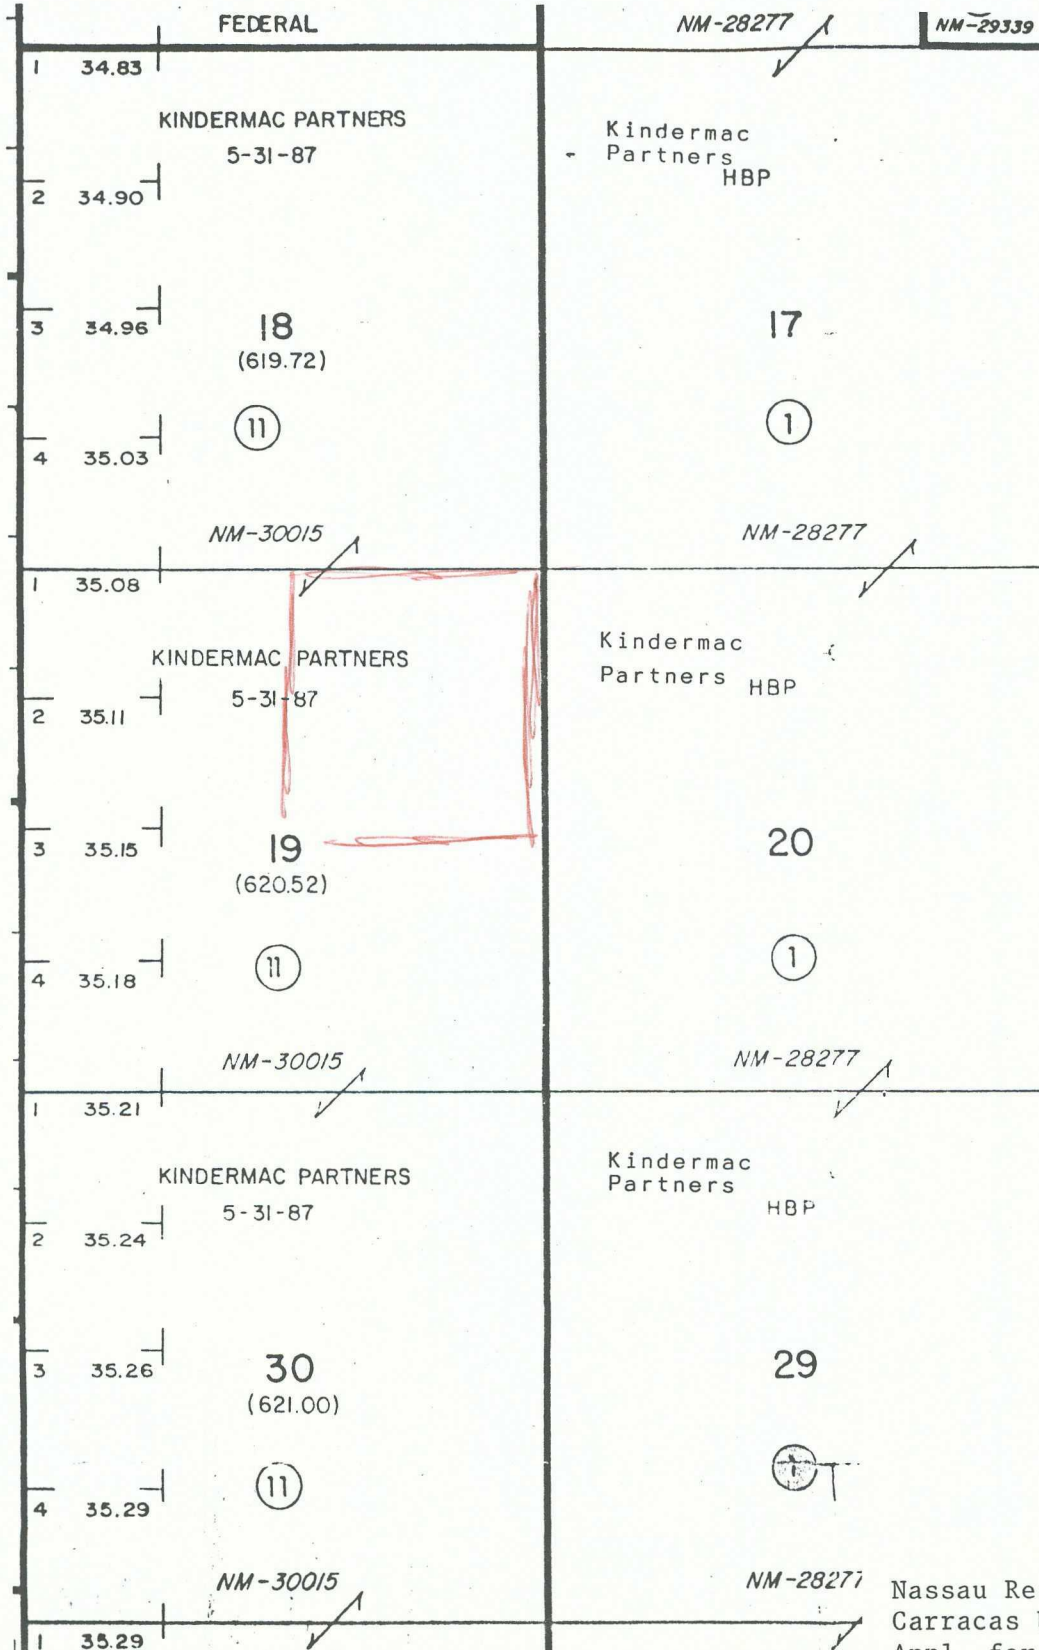 FEDERAL
NM-28277
NM-29339
1 34.83
KINDERMAC PARTNERS
5-31-87
Kindermac
Partners
HBP
2 34.90
3 34.96
18
(619.72)
17
11
1
4 35.03
NM-30015
NM-28277
1 35.08
KINDERMAC PARTNERS
5-31-87
Kindermac
Partners HBP
2 35.11
3 35.15
19
(620.52)
20
11
1
4 35.18
NM-30015
NM-28277
1 35.21
KINDERMAC PARTNERS
5-31-87
Kindermac
Partners
HBP
2 35.24
3 35.26
30
(621.00)
29
11
1
4 35.29
NM-30015
NM-28277
Nassau Re
Carracas
1 35.29
Appl. for